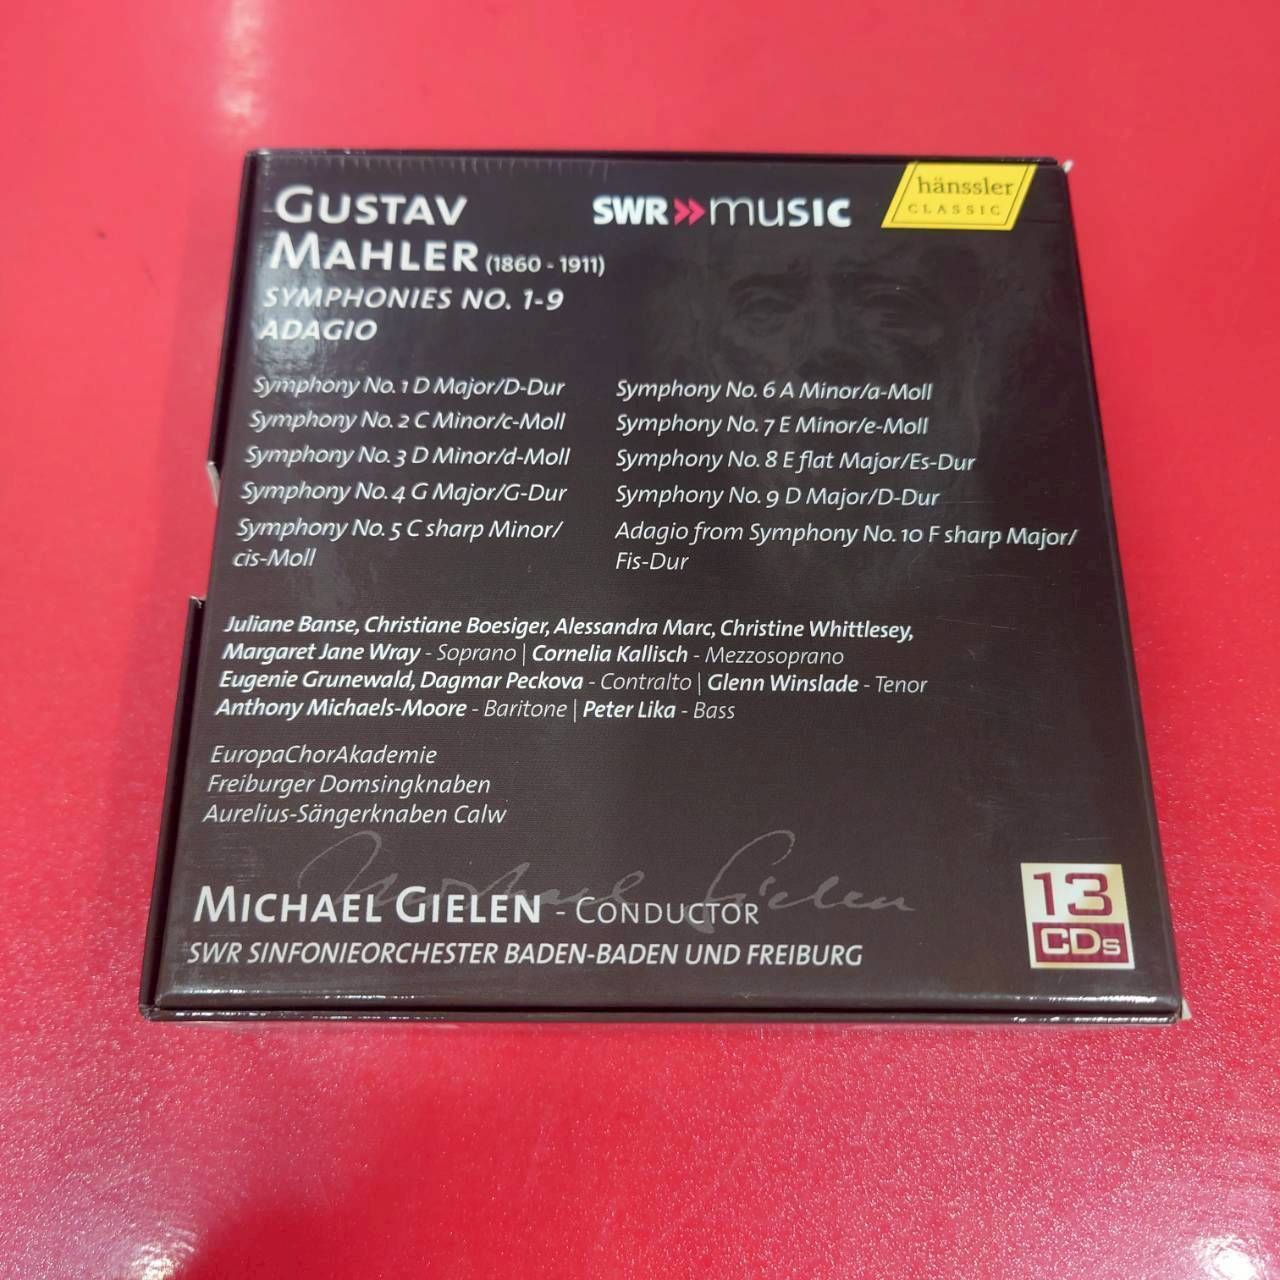 GUSTAV
MAHLER (1860 - 1911)
SYMPHONIES NO. 1-9
ADAGIO
SWR»music
hänssler
CLASSIC
Symphony No. 1 D Major/D-Dur
Symphony No. 2 C Minor/c-Moll
Symphony No. 3 D Minor/d-Moll
Symphony No. 4 G Major/G-Dur
Symphony No. 5 C sharp Minor/
cis-Moll
Symphony No. 6 A Minor/a-Moll
Symphony No. 7 E Minor/e-Moll
Symphony No. 8 E flat Major/Es-Dur
Symphony No. 9 D Major/D-Dur
Adagio from Symphony No. 10 F sharp Major/
Fis-Dur
Juliane Banse, Christiane Boesiger, Alessandra Marc, Christine Whittlesey,
Margaret Jane Wray - Soprano | Cornelia Kallisch - Mezzosoprano
Eugenie Grunewald, Dagmar Peckova - Contralto | Glenn Winslade - Tenor
Anthony Michaels-Moore - Baritone | Peter Lika - Bass
EuropaChorAkademie
Freiburger Domsingknaben
Aurelius-Sängerknaben Calw
Michael Gielen
MICHAEL GIELEN - CONDUCTOR
SWR SINFONIEORCHESTER BADEN-BADEN UND FREIBURG
13
CDs